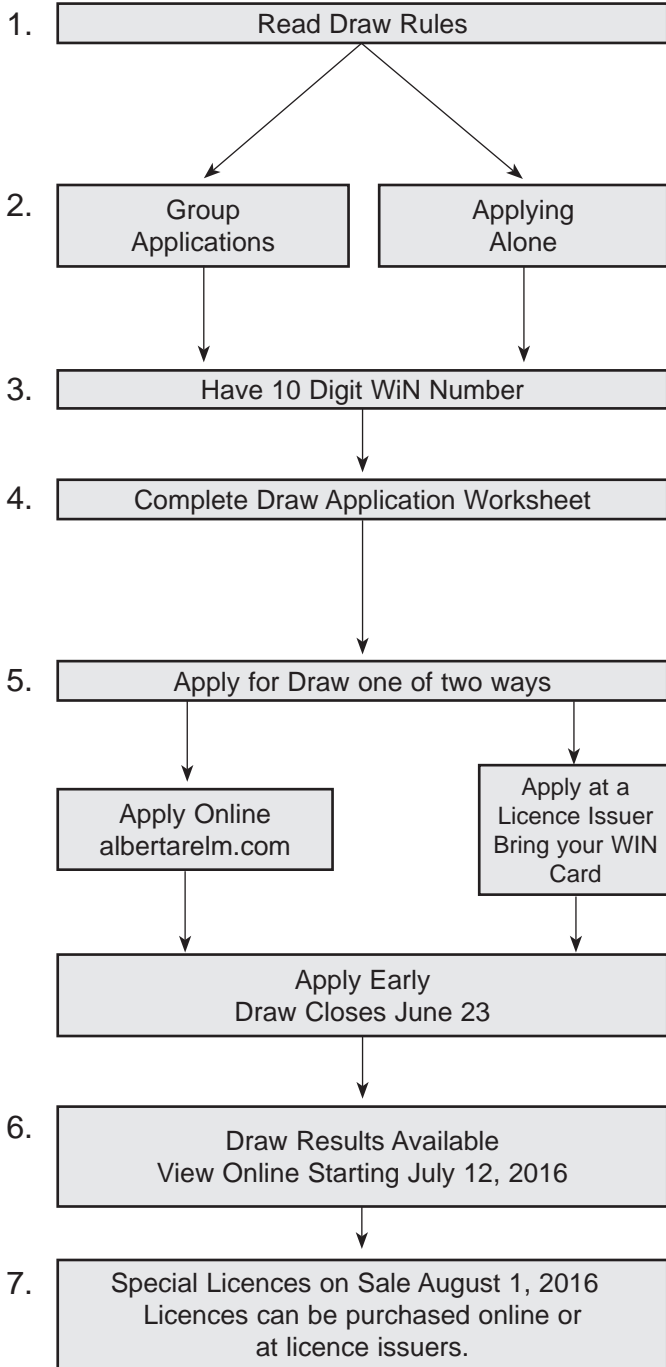 1.
Read Draw Rules
2.
Group
Applications
Applying
Alone
3.
Have 10 Digit WiN Number
4.
Complete Draw Application Worksheet
5.
Apply for Draw one of two ways
Apply Online
albertarelm.com
Apply at a
Licence Issuer
Bring your WIN
Card
Apply Early
Draw Closes June 23
6.
Draw Results Available
View Online Starting July 12, 2016
7.
Special Licences on Sale August 1, 2016
Licences can be purchased online or
at licence issuers.